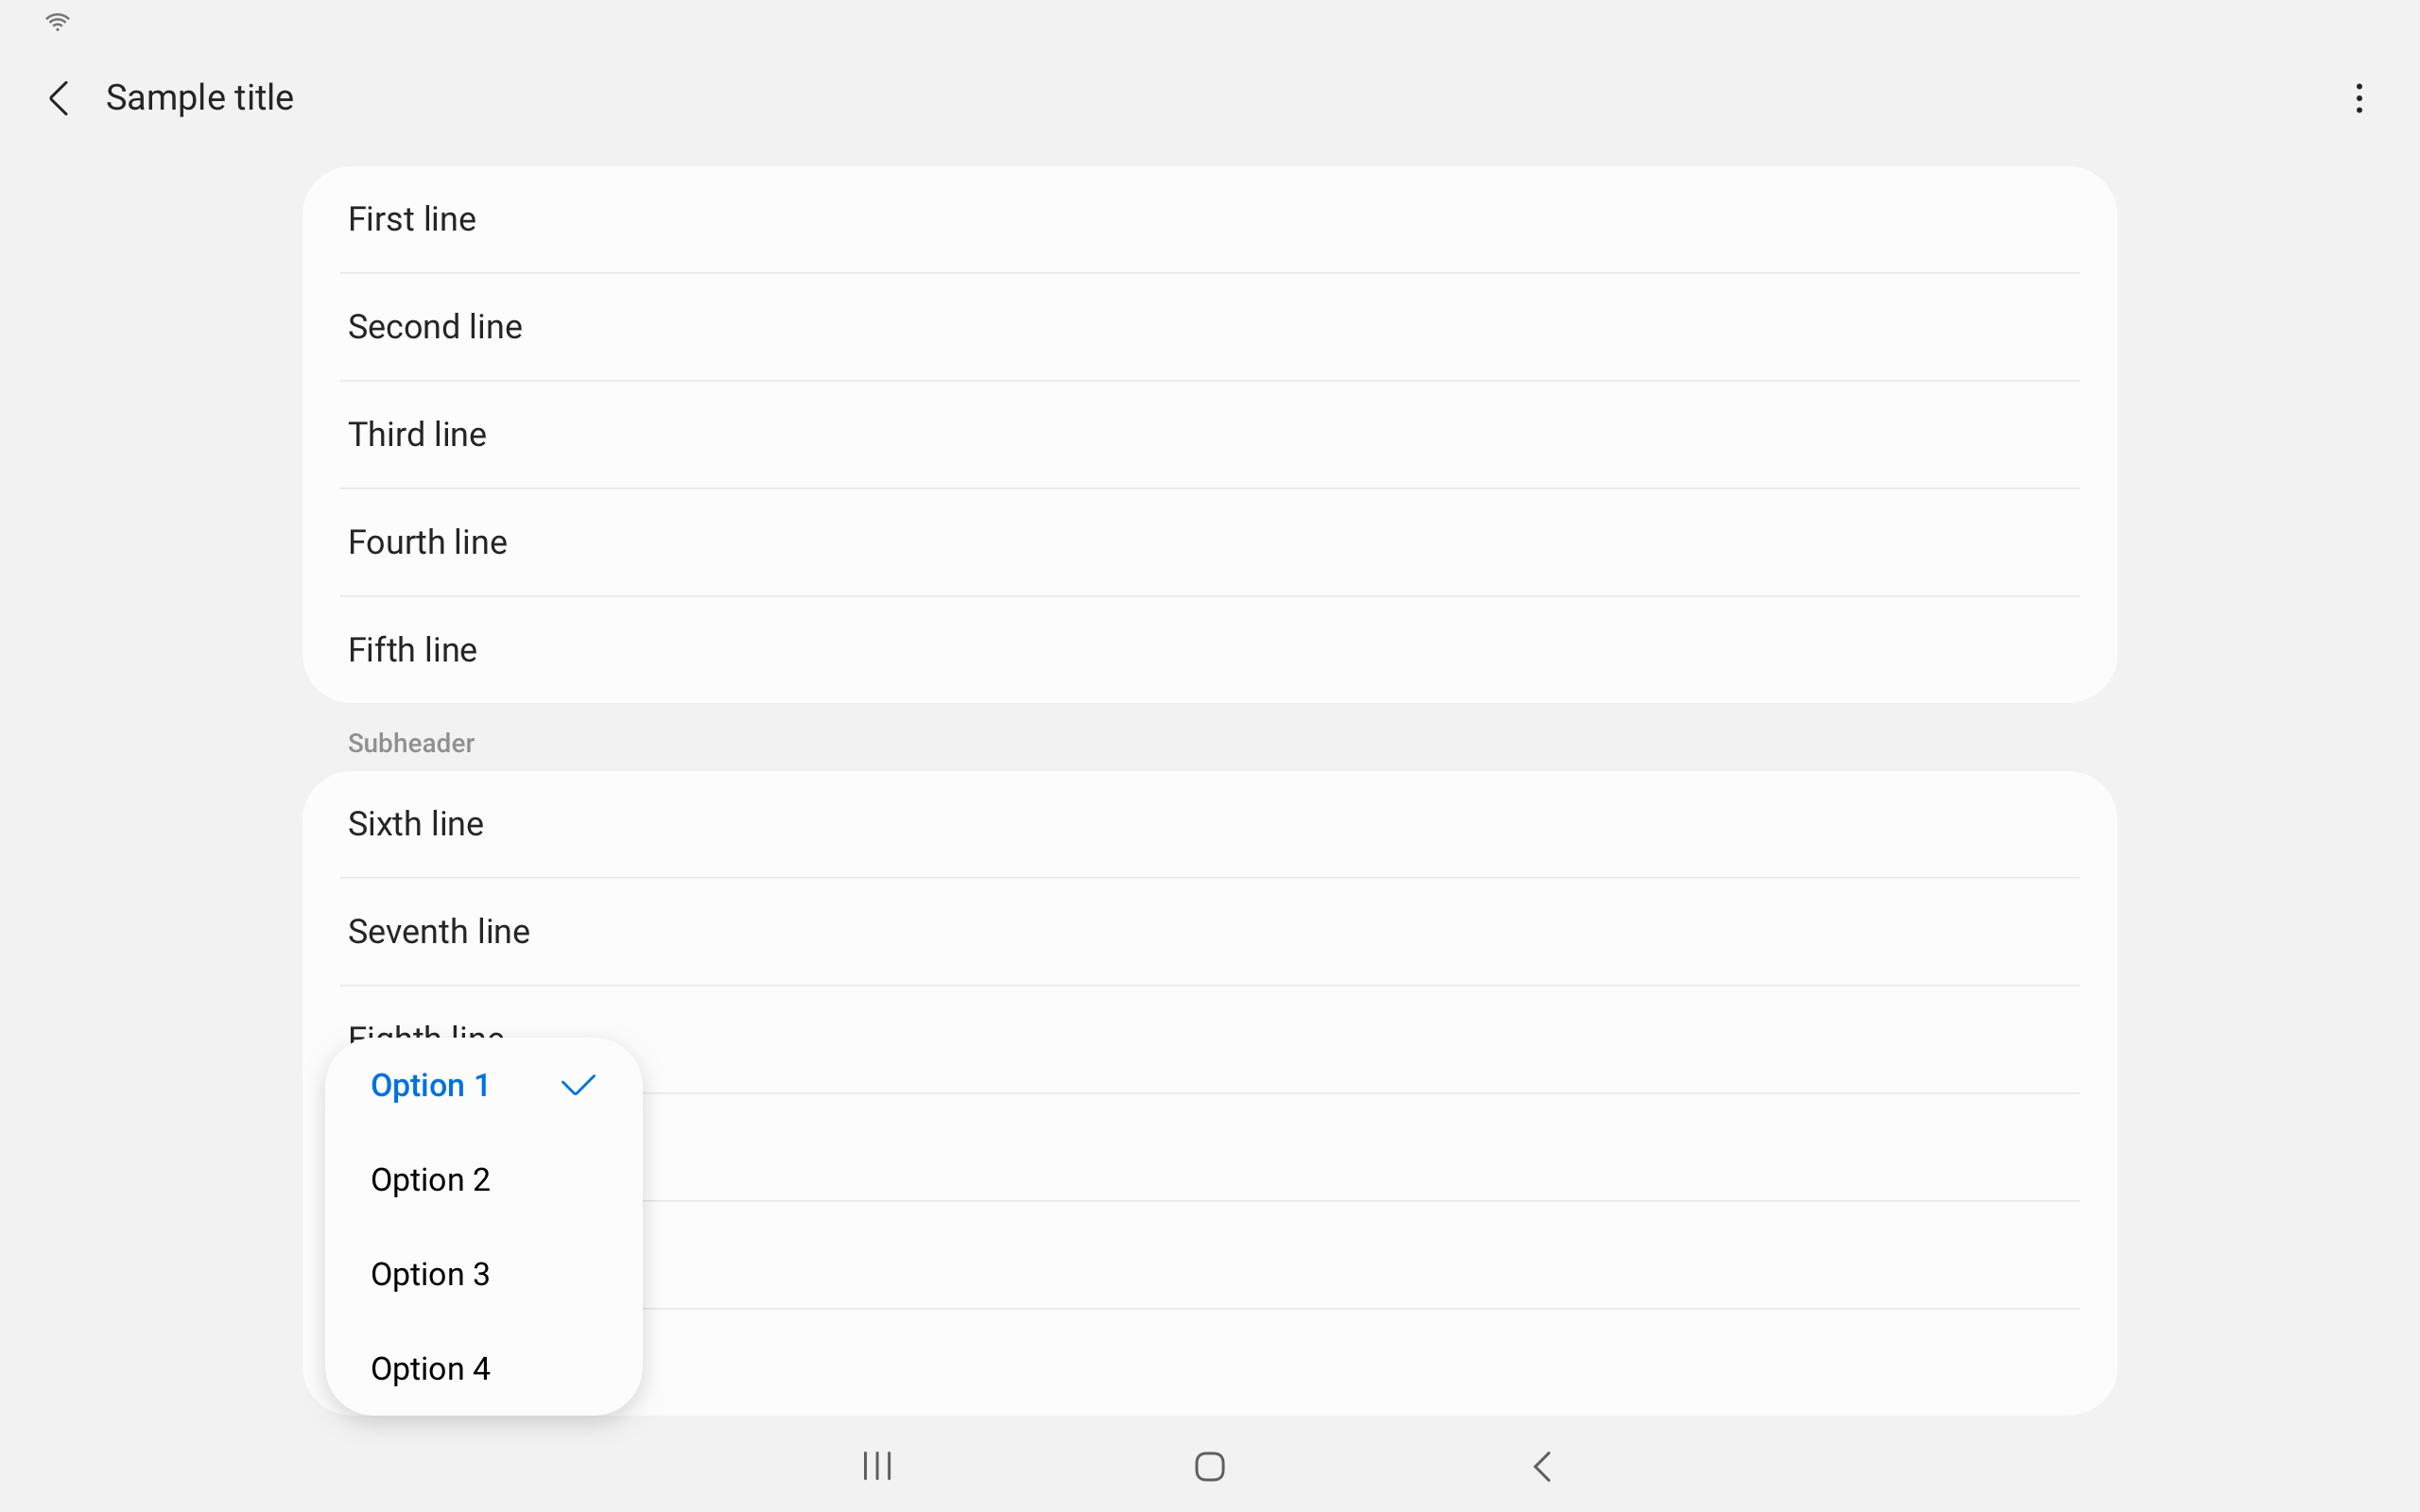 Sample title
First line
Second line
Third line
Fourth line
Fifth line
Subheader
Sixth line
Seventh line
Eighth line
Option 1
Option 2
Option 3
Option 4